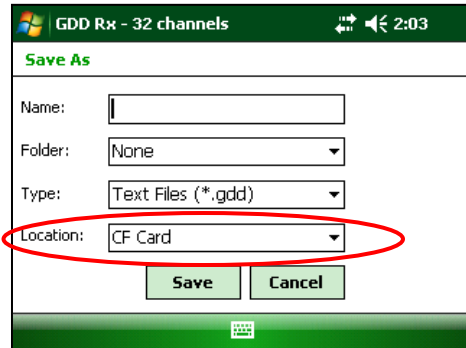 GDD Rx - 32 channels 2:03
Save As
Name:
Folder: None
Type: Text Files (*.gdd)
Location: CF Card
Save Cancel